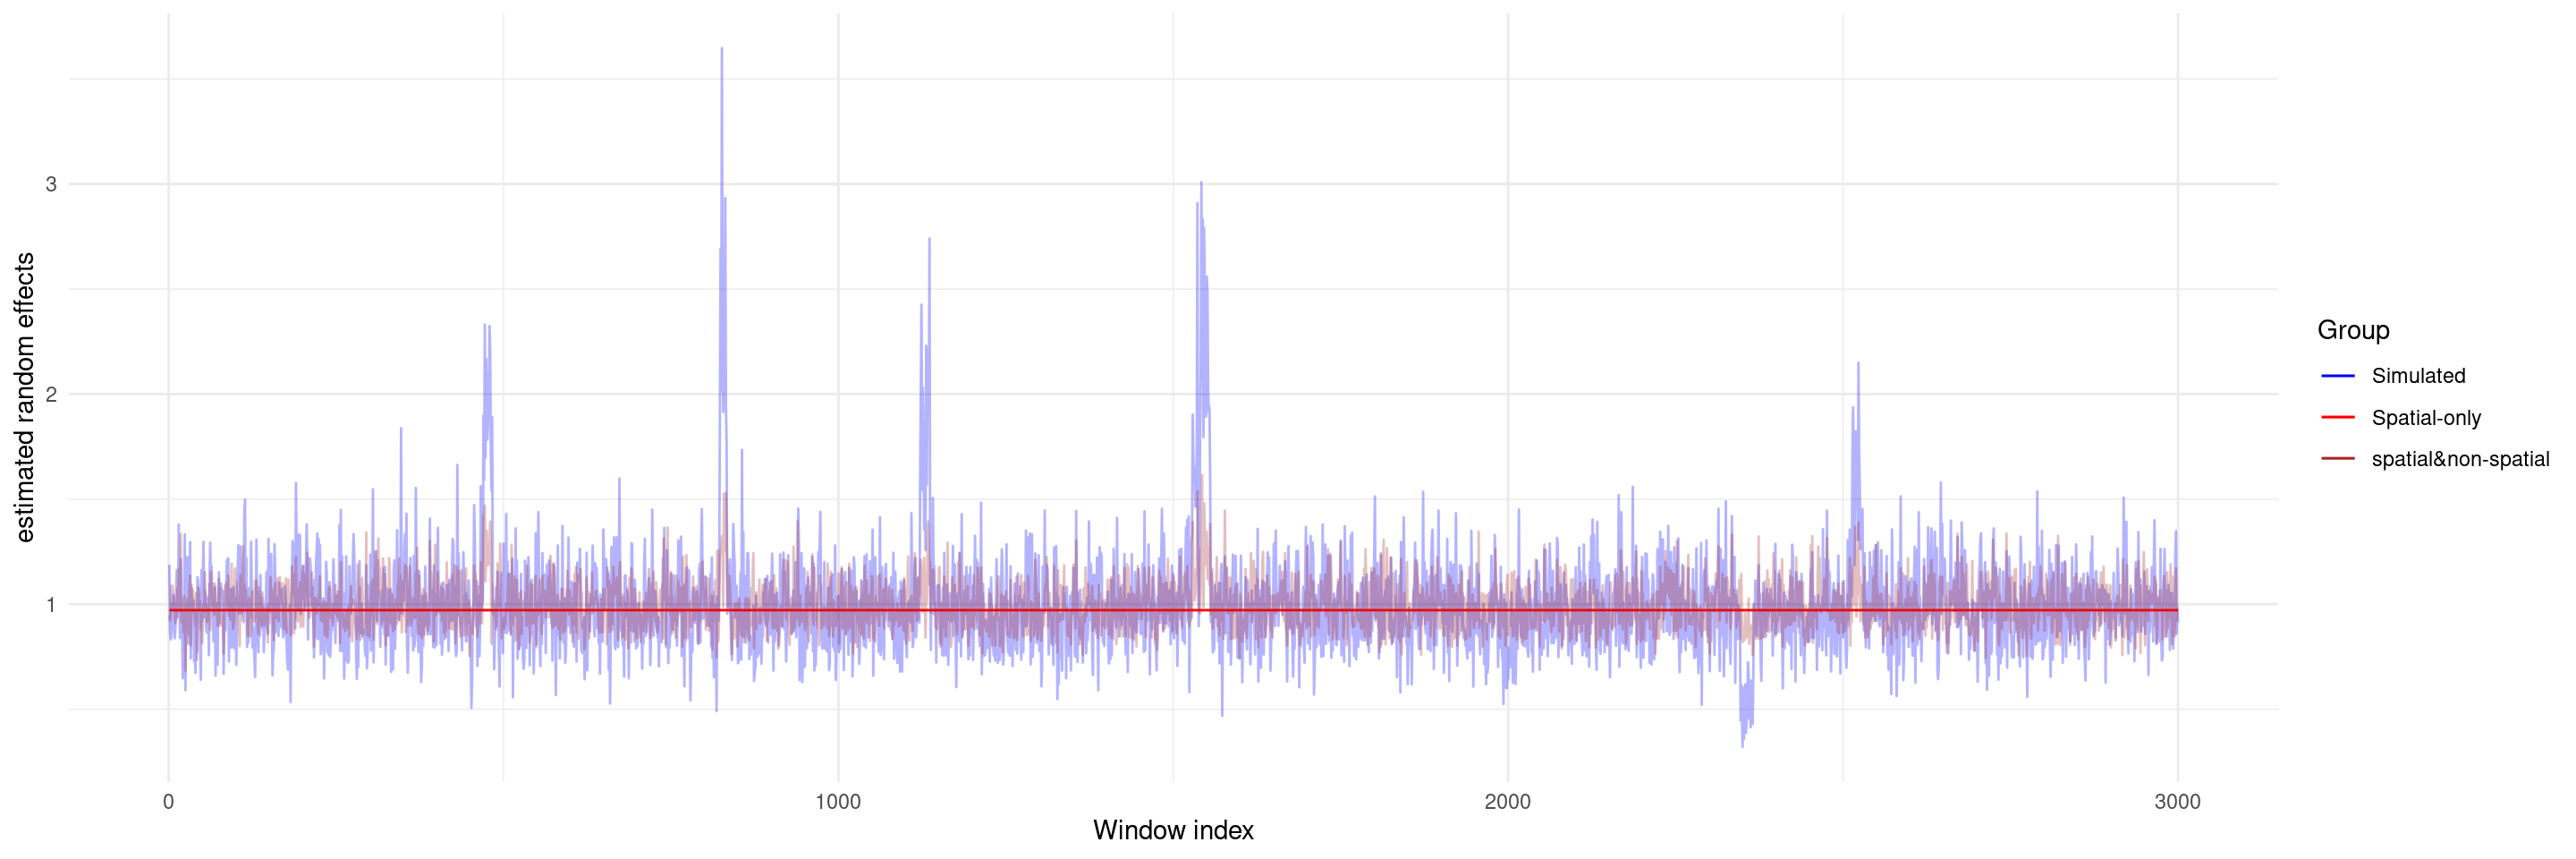 estimated random effects
3
2
1
0
1000
2000
3000
Window index
Group
Simulated
Spatial-only
spatial&non-spatial